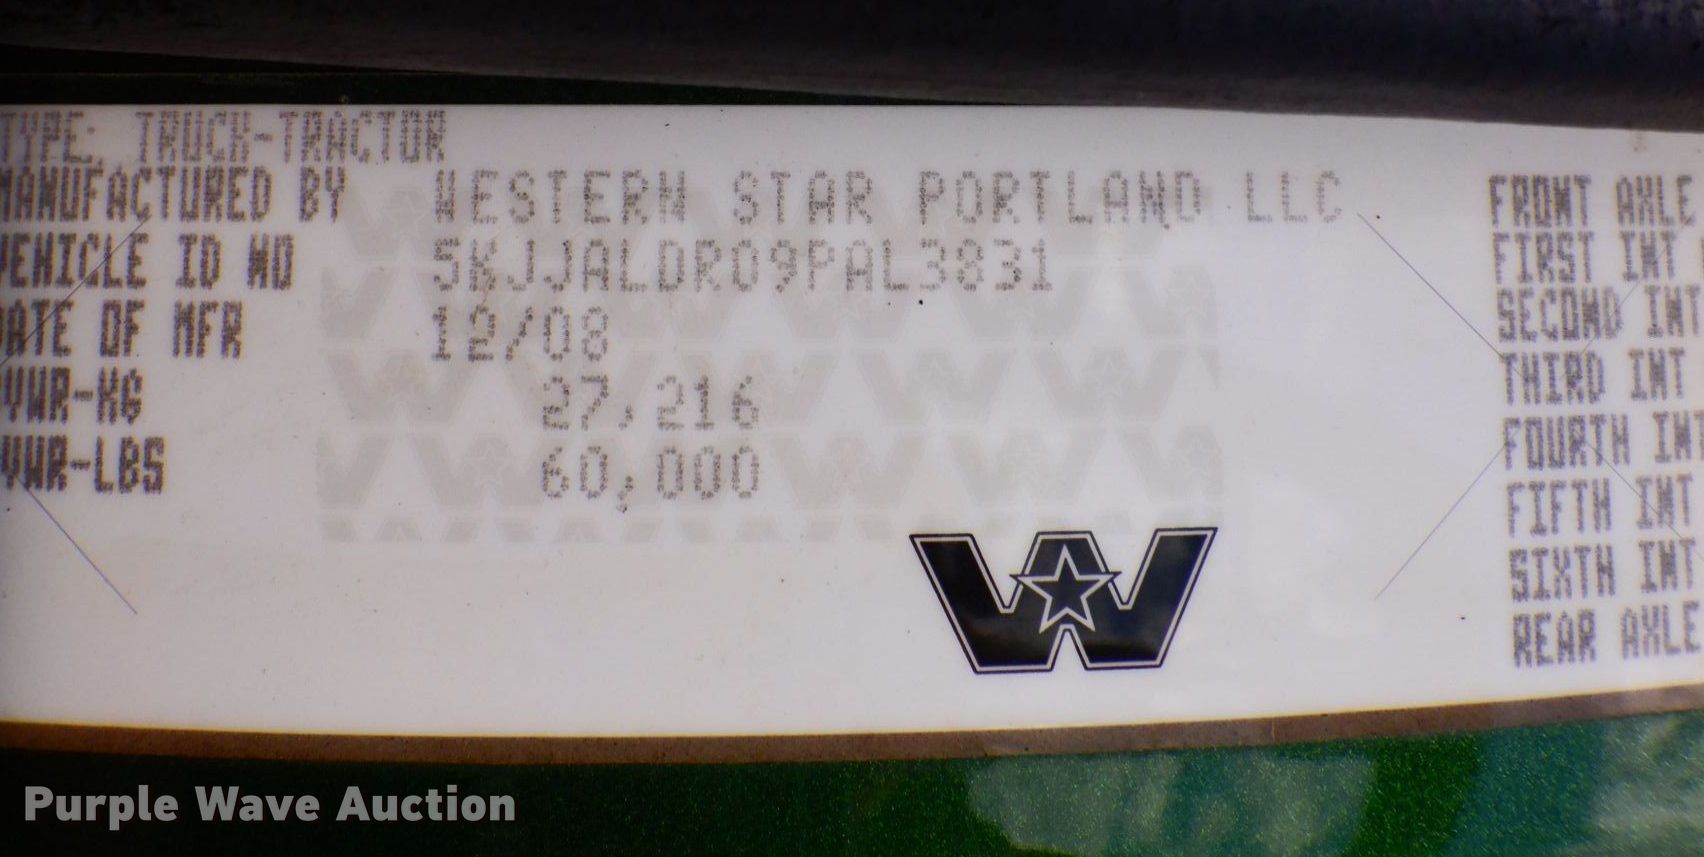 TYPE: TRUCK-TRACTOR
MANUFACTURED BY WESTERN STAR PORTLAND LLC
VEHICLE ID NO 5KJJALDR09PAL3831
DATE OF MFR 12/08
GVWR-KG 27,216
GVWR-LBS 60,000
FRONT AXLE
FIRST INT
SECOND INT
THIRD INT
FOURTH INT
FIFTH INT
SIXTH INT
REAR AXLE
Purple Wave Auction